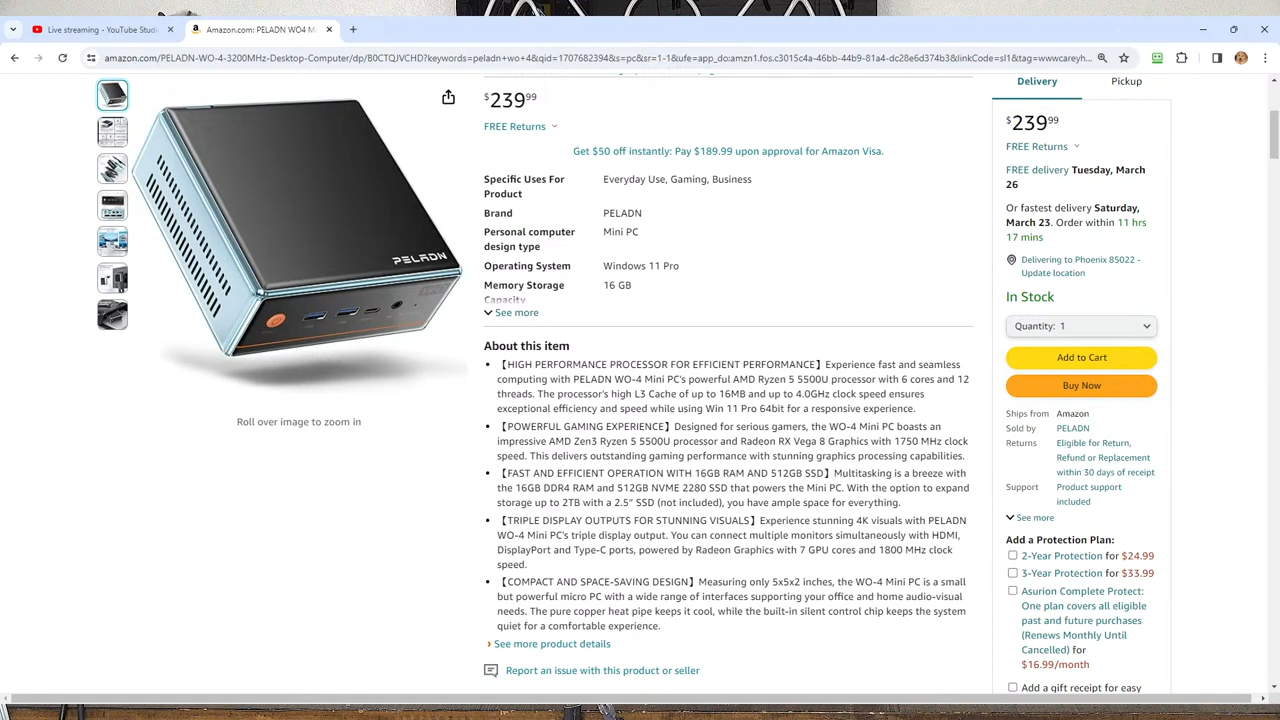 Live streaming - YouTube Stud
Amazon.com: PELADN WO4 M
amazon.com/PELADN-WO-4-3200MHz-Desktop-Computer/dp/B0CTQJVCHD?keywords=peladn+wo+4&qid=1707682394&s=pc&sr=1-1&ufe=app_do:amzn1.fos.c3015c4a-46bb-44b9-81a4-dc28e6d374b3&linkCode=sl1&tag=wwwcareyh...
PELADN
$239 99
FREE Returns
Get $50 off instantly: Pay $189.99 upon approval for Amazon Visa.
Specific Uses For Product Everyday Use, Gaming, Business
Brand PELADN
Personal computer design type Mini PC
Operating System Windows 11 Pro
Memory Storage Capacity 16 GB
See more
Roll over image to zoom in
About this item
• 【HIGH PERFORMANCE PROCESSOR FOR EFFICIENT PERFORMANCE】Experience fast and seamless
computing with PELADN WO-4 Mini PC's powerful AMD Ryzen 5 5500U processor with 6 cores and 12
threads. The processor's high L3 Cache of up to 16MB and up to 4.0GHz clock speed ensures
exceptional efficiency and speed while using Win 11 Pro 64bit for a responsive experience.
• 【POWERFUL GAMING EXPERIENCE】Designed for serious gamers, the WO-4 Mini PC boasts an
impressive AMD Zen3 Ryzen 5 5500U processor and Radeon RX Vega 8 Graphics with 1750 MHz clock
speed. This delivers outstanding gaming performance with stunning graphics processing capabilities.
• 【FAST AND EFFICIENT OPERATION WITH 16GB RAM AND 512GB SSD】Multitasking is a breeze with
the 16GB DDR4 RAM and 512GB NVME 2280 SSD that powers the Mini PC. With the option to expand
storage up to 2TB with a 2.5“ SSD (not included), you have ample space for everything.
• 【TRIPLE DISPLAY OUTPUTS FOR STUNNING VISUALS】Experience stunning 4K visuals with PELADN
WO-4 Mini PC's triple display output. You can connect multiple monitors simultaneously with HDMI,
DisplayPort and Type-C ports, powered by Radeon Graphics with 7 GPU cores and 1800 MHz clock
speed.
• 【COMPACT AND SPACE-SAVING DESIGN】Measuring only 5x5x2 inches, the WO-4 Mini PC is a small
but powerful micro PC with a wide range of interfaces supporting your office and home audio-visual
needs. The pure copper heat pipe keeps it cool, while the built-in silent control chip keeps the system
quiet for a comfortable experience.
› See more product details
Report an issue with this product or seller
Delivery Pickup
$239 99
FREE Returns
FREE delivery Tuesday, March
26
Or fastest delivery Saturday,
March 23. Order within 11 hrs
17 mins
Delivering to Phoenix 85022 -
Update location
In Stock
Quantity: 1
Add to Cart
Buy Now
Ships from Amazon
Sold by PELADN
Returns Eligible for Return,
Refund or Replacement
within 30 days of receipt
Support Product support
included
See more
Add a Protection Plan:
2-Year Protection for $24.99
3-Year Protection for $33.99
Asurion Complete Protect:
One plan covers all eligible
past and future purchases
(Renews Monthly Until
Cancelled) for
$16.99/month
Add a gift receipt for easy